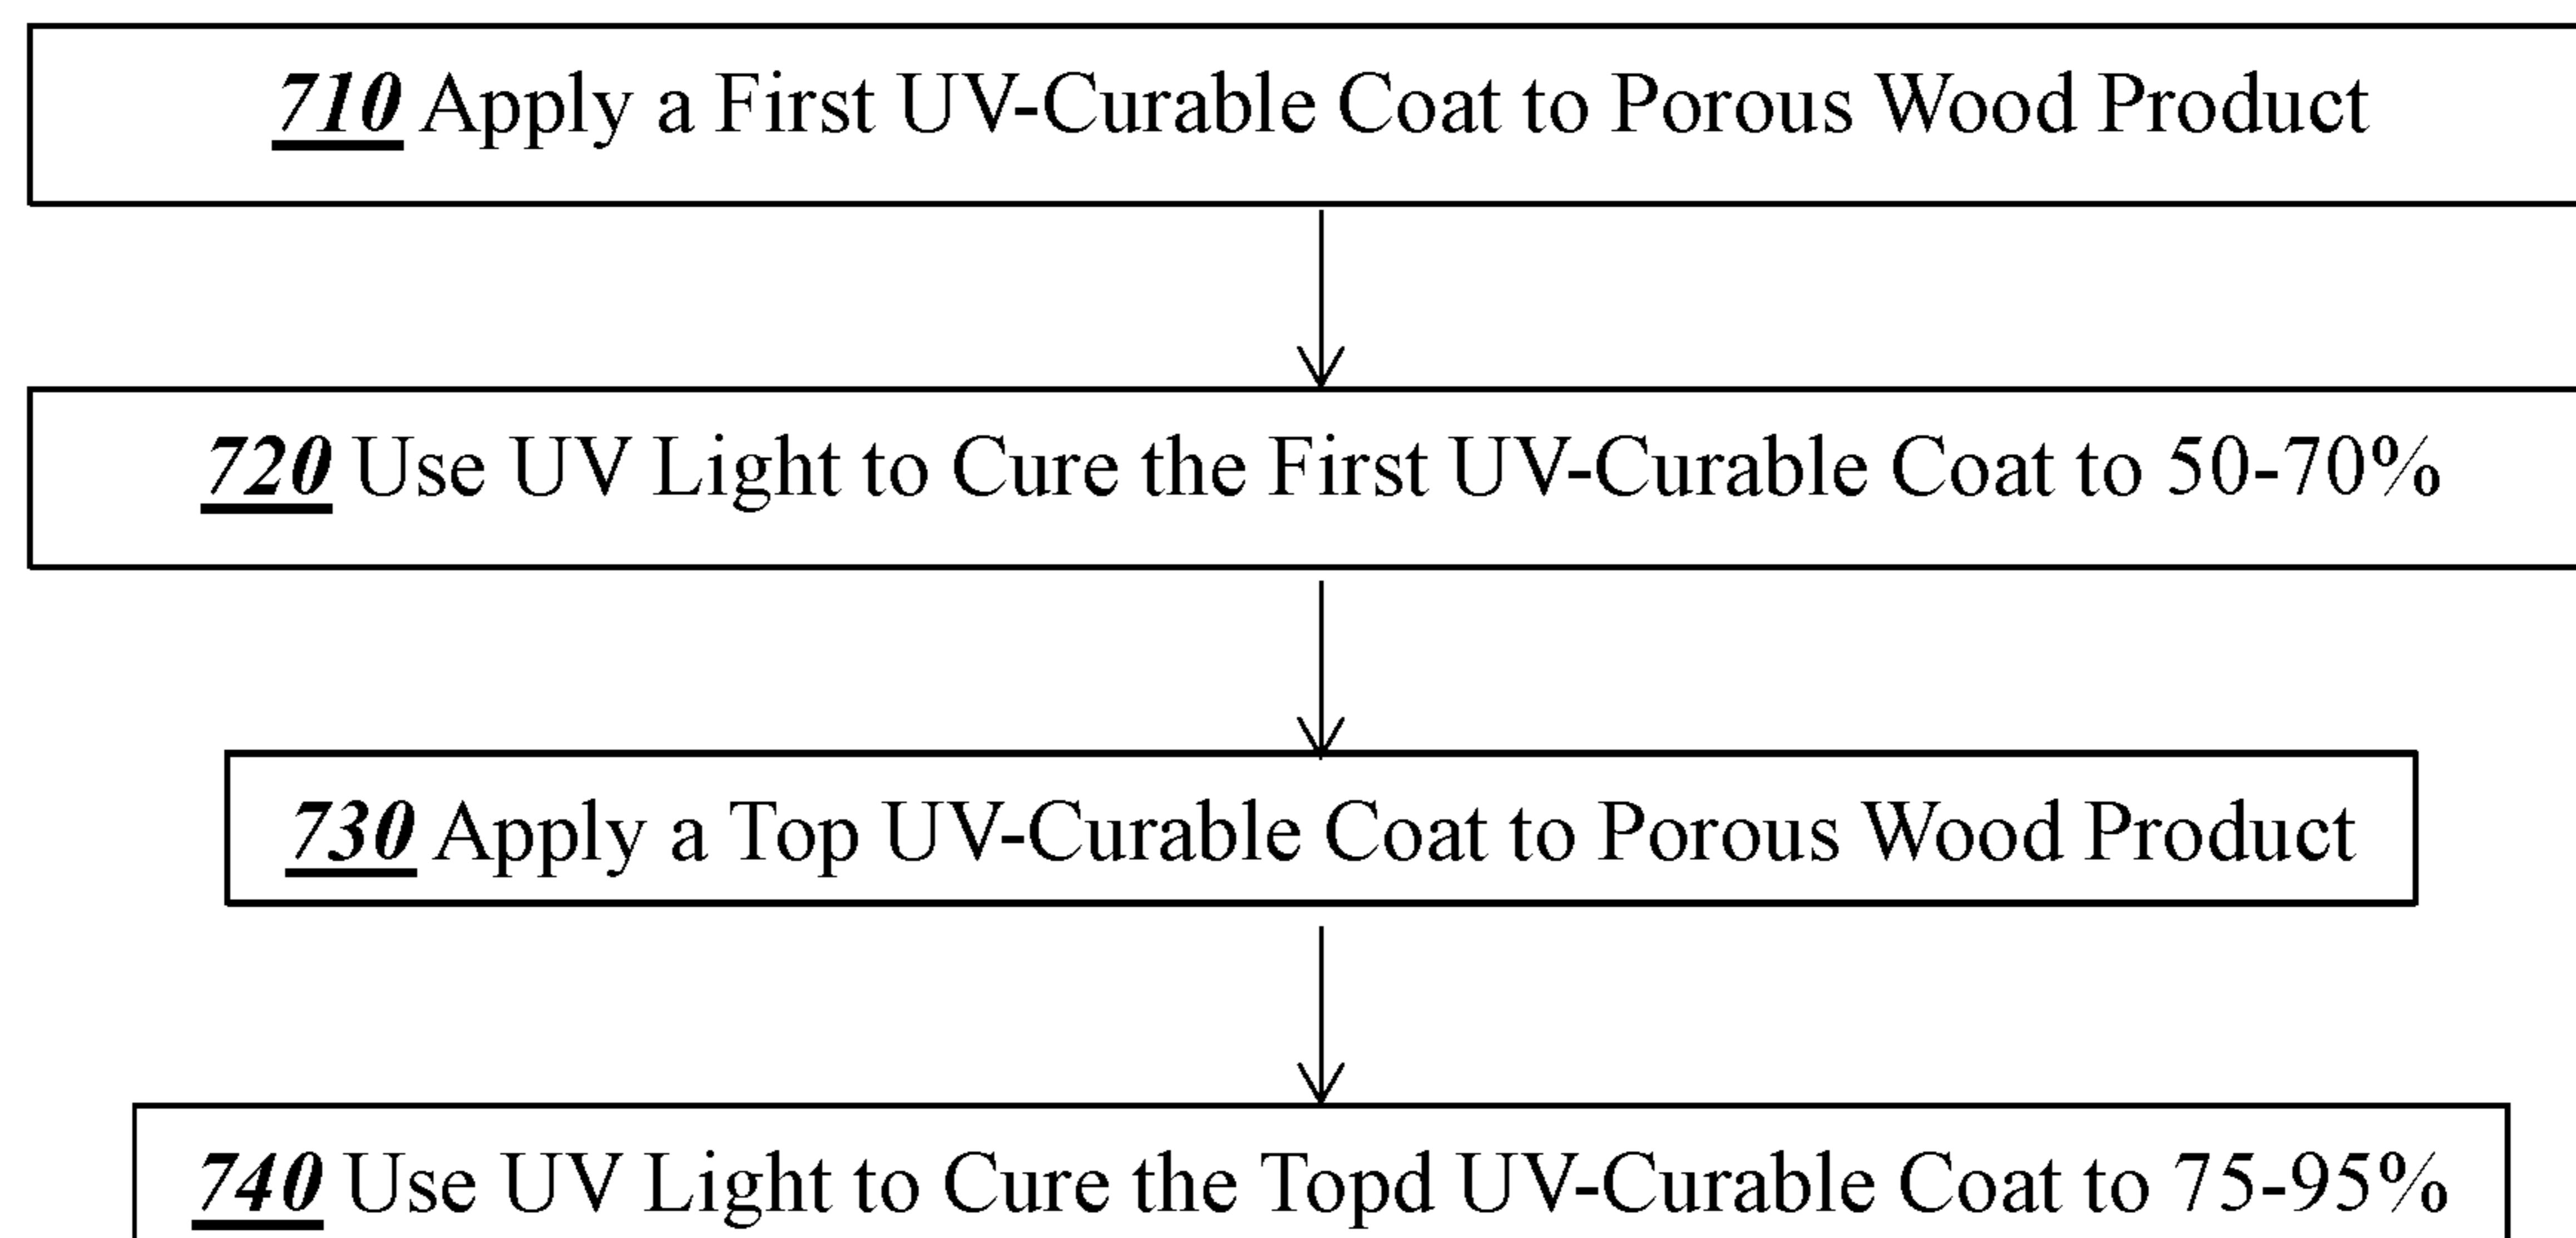 710 Apply a First UV-Curable Coat to Porous Wood Product
720 Use UV Light to Cure the First UV-Curable Coat to 50-70%
730 Apply a Top UV-Curable Coat to Porous Wood Product
740 Use UV Light to Cure the Topd UV-Curable Coat to 75-95%